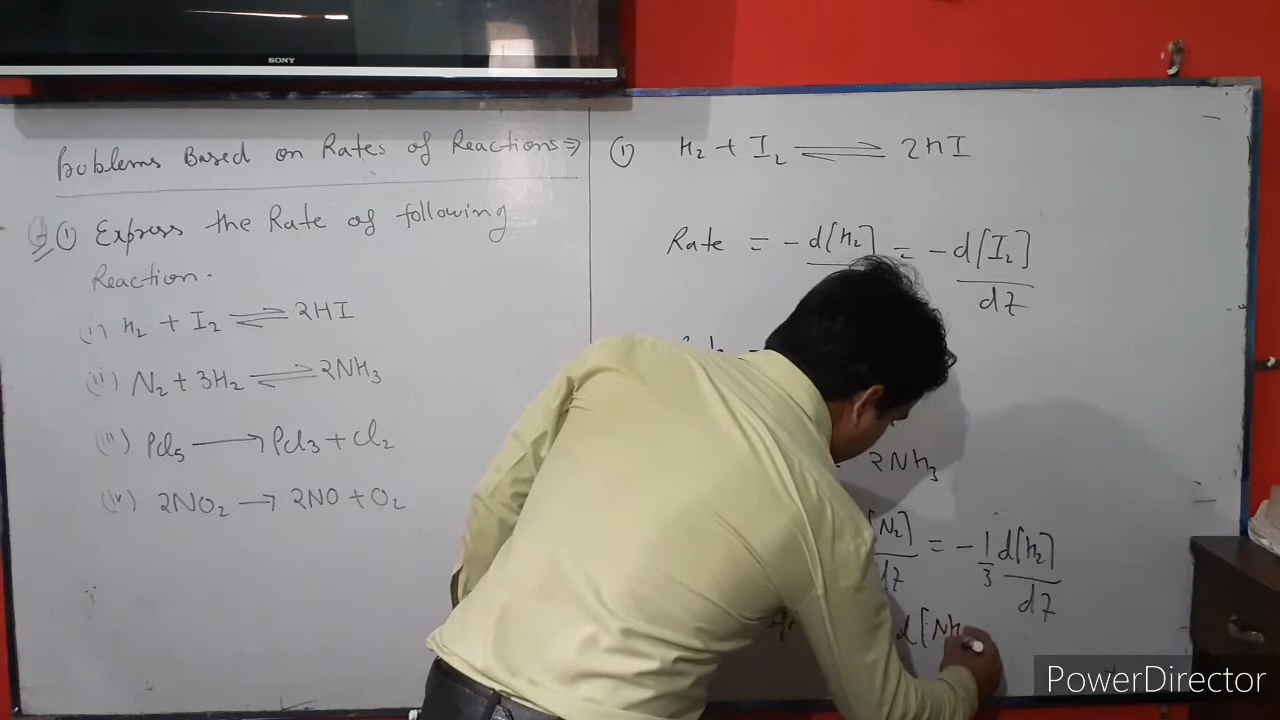 SONY
Problems Based on Rates of Reactions ⇒
Q (1) Express the Rate of following
Reaction.
(i) H₂ + I₂ ⇌ 2HI
(ii) N₂ + 3H₂ ⇌ 2NH₃
(iii) Pcl₅ ⟶ Pcl₃ + cl₂
(iv) 2NO₂ → 2NO + O₂
(1) H₂ + I₂ ⇌ 2HI
Rate = - d[H₂] = - d[I₂]
dt
2NH₃
[N₂] = - 1/3 d[H₂]
dt dt
d[NH
PowerDirector